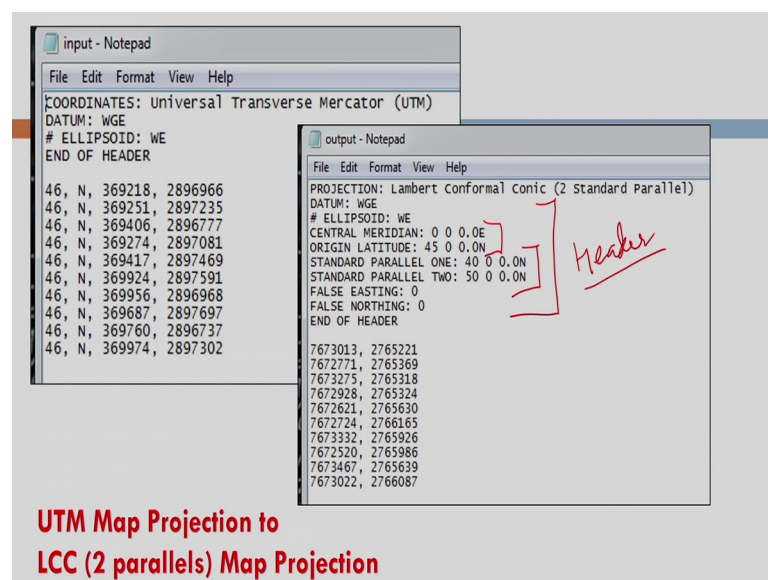 input - Notepad
File Edit Format View Help
COORDINATES: Universal Transverse Mercator (UTM)
DATUM: WGE
# ELLIPSOID: WE
END OF HEADER
46, N, 369218, 2896966
46, N, 369251, 2897235
46, N, 369406, 2896777
46, N, 369274, 2897081
46, N, 369417, 2897469
46, N, 369924, 2897591
46, N, 369956, 2896968
46, N, 369687, 2897697
46, N, 369760, 2896737
46, N, 369974, 2897302
output - Notepad
File Edit Format View Help
PROJECTION: Lambert Conformal Conic (2 Standard Parallel)
DATUM: WGE
# ELLIPSOID: WE
CENTRAL MERIDIAN: 0 0 0.0E
ORIGIN LATITUDE: 45 0 0.0N
STANDARD PARALLEL ONE: 40 0 0.0N
STANDARD PARALLEL TWO: 50 0 0.0N
FALSE EASTING: 0
FALSE NORTHING: 0
END OF HEADER
7673013, 2765221
7672771, 2765369
7673275, 2765318
7672928, 2765324
7672621, 2765630
7672724, 2766165
7673332, 2765926
7672520, 2765986
7673467, 2765639
7673022, 2766087
Header
UTM Map Projection to
LCC (2 parallels) Map Projection